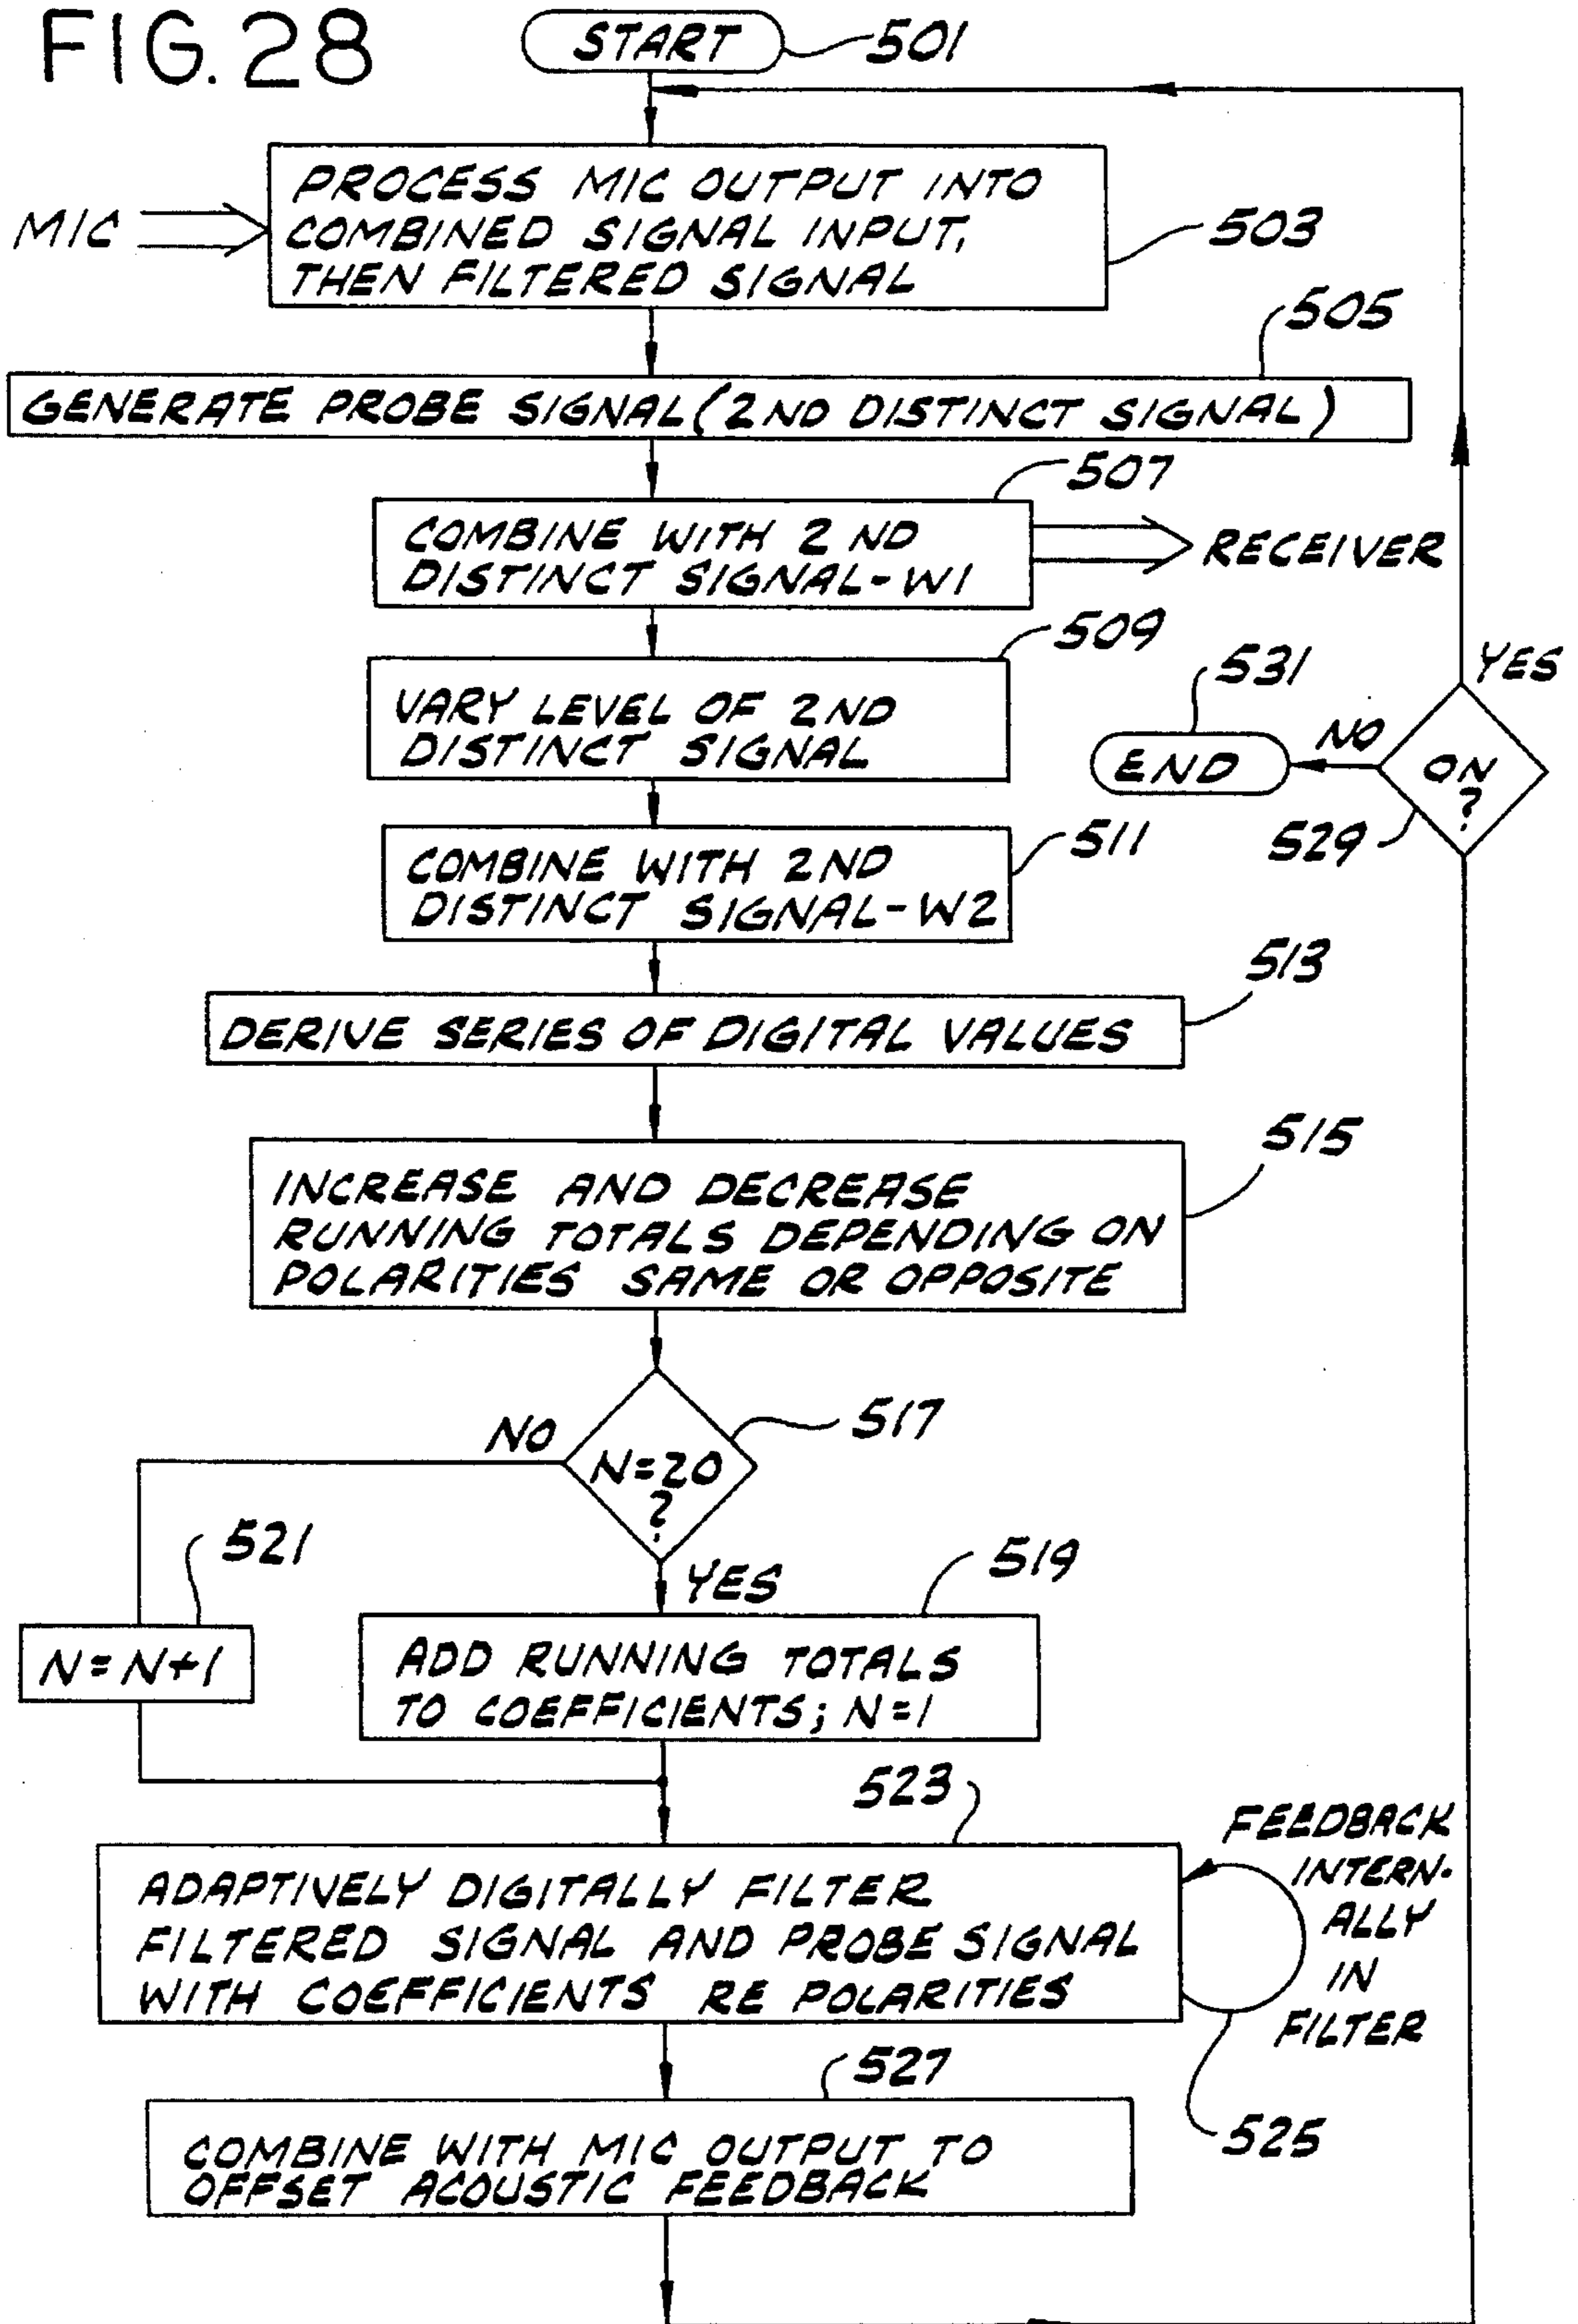 FIG. 28
START
501
MIC
PROCESS MIC OUTPUT INTO
COMBINED SIGNAL INPUT,
THEN FILTERED SIGNAL
503
505
GENERATE PROBE SIGNAL (2ND DISTINCT SIGNAL)
507
COMBINE WITH 2ND
DISTINCT SIGNAL-W1
RECEIVER
509
VARY LEVEL OF 2ND
DISTINCT SIGNAL
531
YES
END
NO
ON
?
529
511
COMBINE WITH 2ND
DISTINCT SIGNAL-W2
513
DERIVE SERIES OF DIGITAL VALUES
515
INCREASE AND DECREASE
RUNNING TOTALS DEPENDING ON
POLARITIES SAME OR OPPOSITE
517
NO
N=20
?
521
YES
519
N=N+1
ADD RUNNING TOTALS
TO COEFFICIENTS; N=1
523
ADAPTIVELY DIGITALLY FILTER
FILTERED SIGNAL AND PROBE SIGNAL
WITH COEFFICIENTS RE POLARITIES
FEEDBACK
INTERN-
ALLY
IN
FILTER
525
527
COMBINE WITH MIC OUTPUT TO
OFFSET ACOUSTIC FEEDBACK